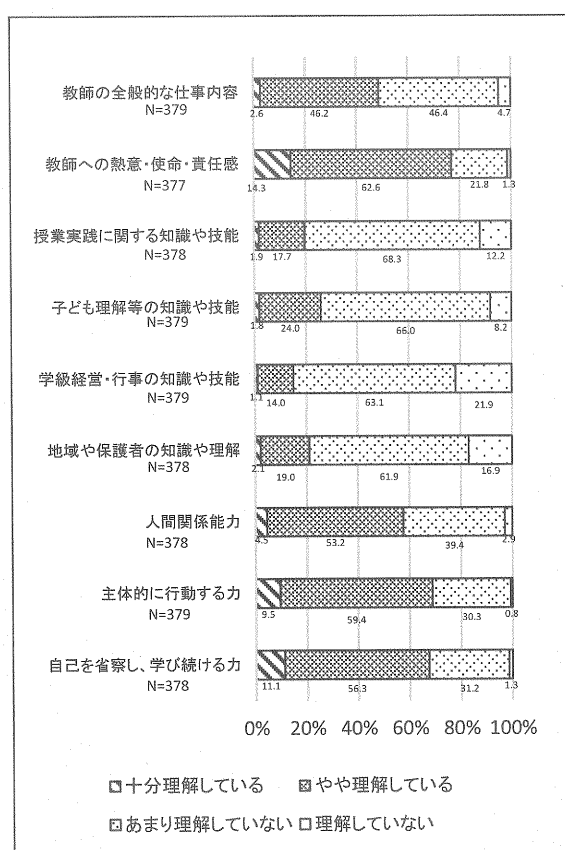 教師の全般的な仕事内容
N=379
2.6 46.2 46.4 4.7
教師への熱意・使命・責任感
N=377
14.3 62.6 21.8 1.3
授業実践に関する知識や技能
N=378
1.9 17.7 68.3 12.2
子ども理解等の知識や技能
N=379
1.8 24.0 66.0 8.2
学級経営・行事の知識や技能
N=379
1.1 14.0 63.1 21.9
地域や保護者の知識や理解
N=378
2.1 19.0 61.9 16.9
人間関係能力
N=378
4.5 53.2 39.4 2.9
主体的に行動する力
N=379
9.5 59.4 30.3 0.8
自己を省察し、学び続ける力
N=378
11.1 56.3 31.2 1.3
0% 20% 40% 60% 80% 100%
十分理解している やや理解している
あまり理解していない 理解していない